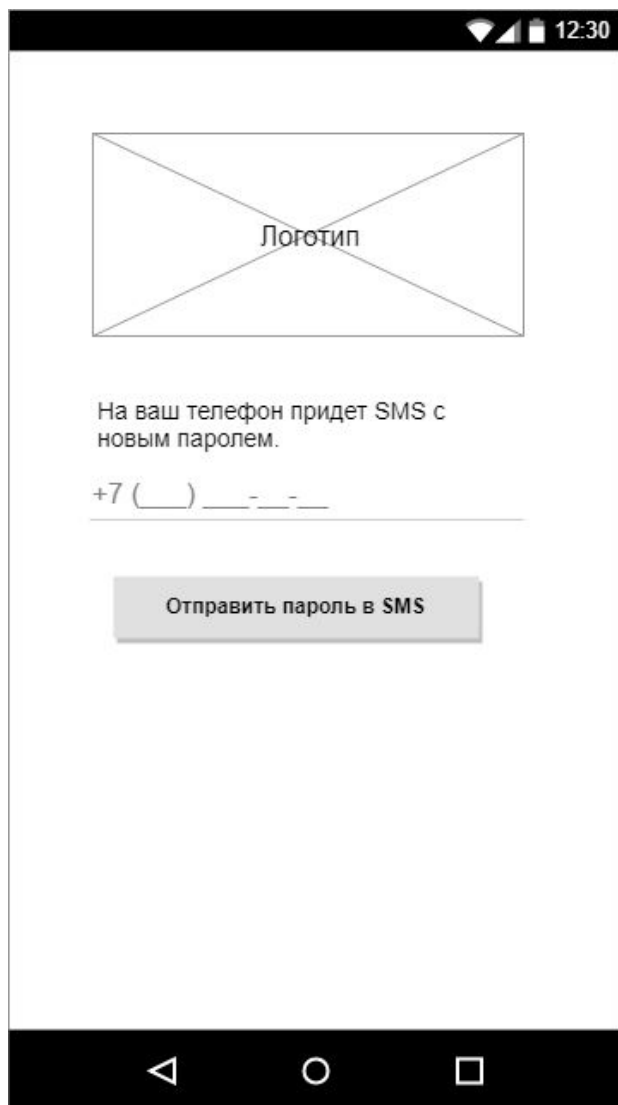 12:30
Логотип
На ваш телефон придет SMS с
новым паролем.
+7 (___) ___-__-__
Отправить пароль в SMS